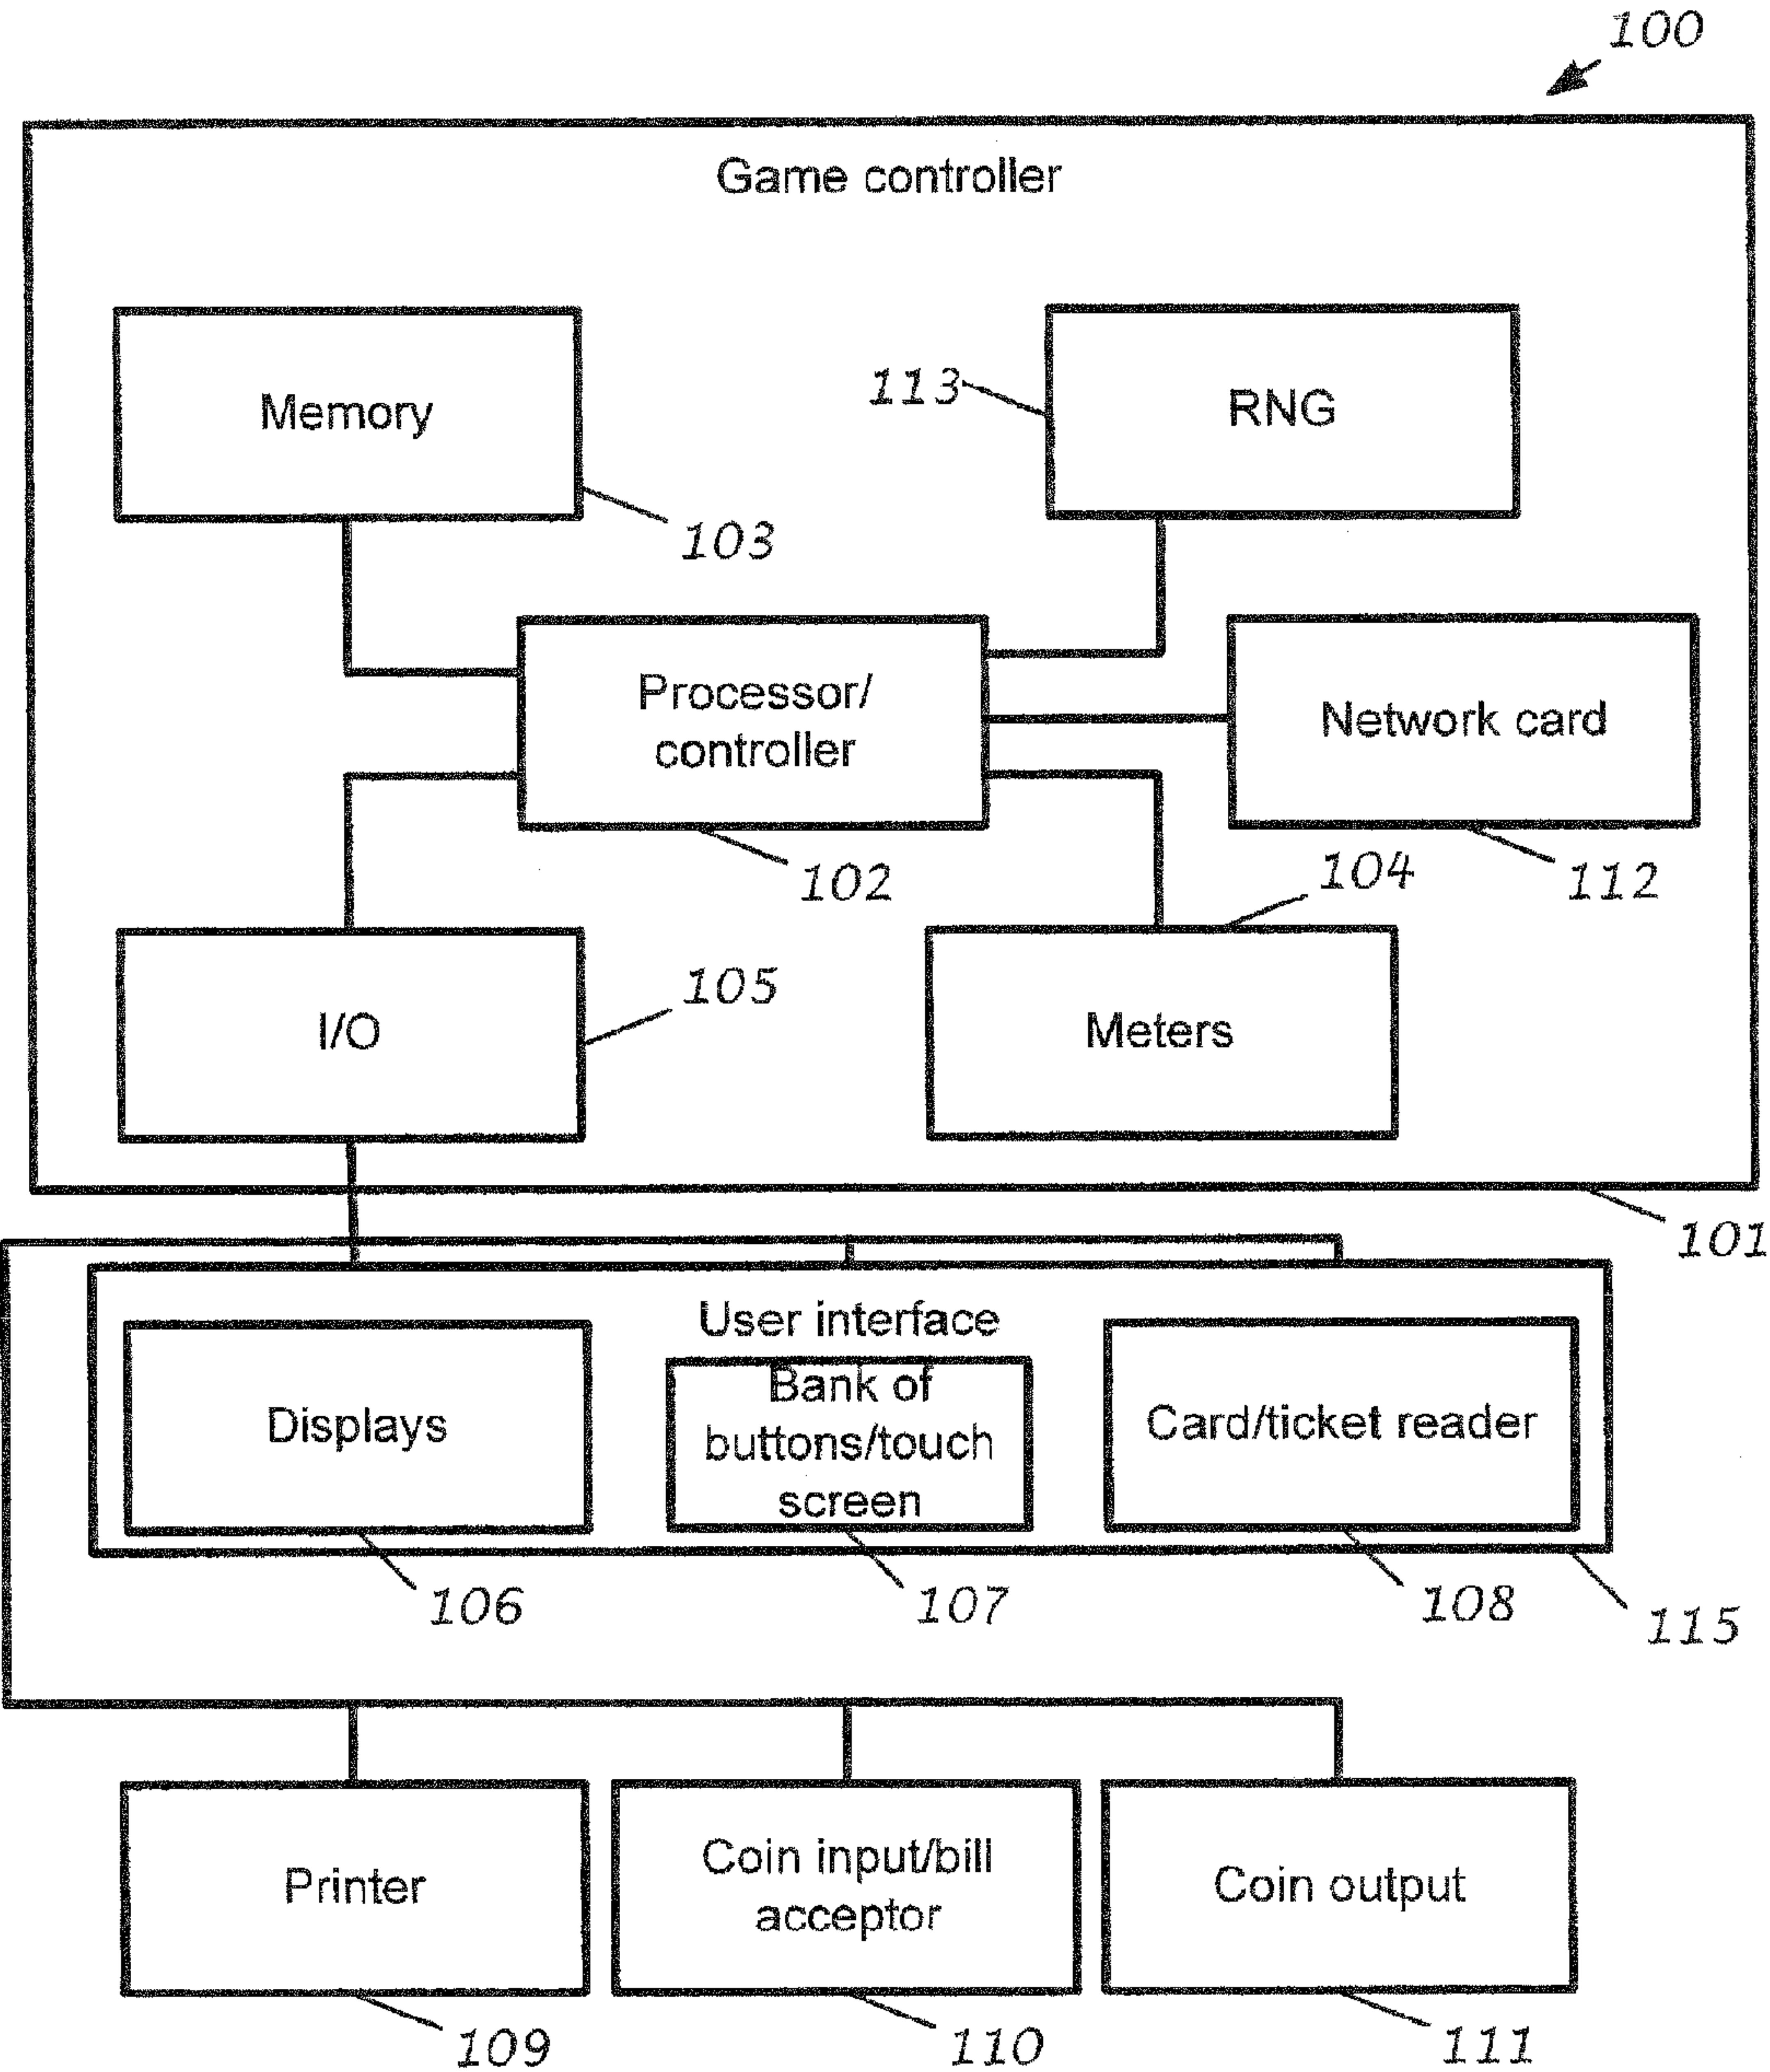 100
Game controller
Memory
113
RNG
103
Processor/
controller
Network card
102
104
112
I/O
105
Meters
101
User interface
Displays
Bank of
buttons/touch
screen
Card/ticket reader
106
107
108
115
Printer
Coin input/bill
acceptor
Coin output
109
110
111